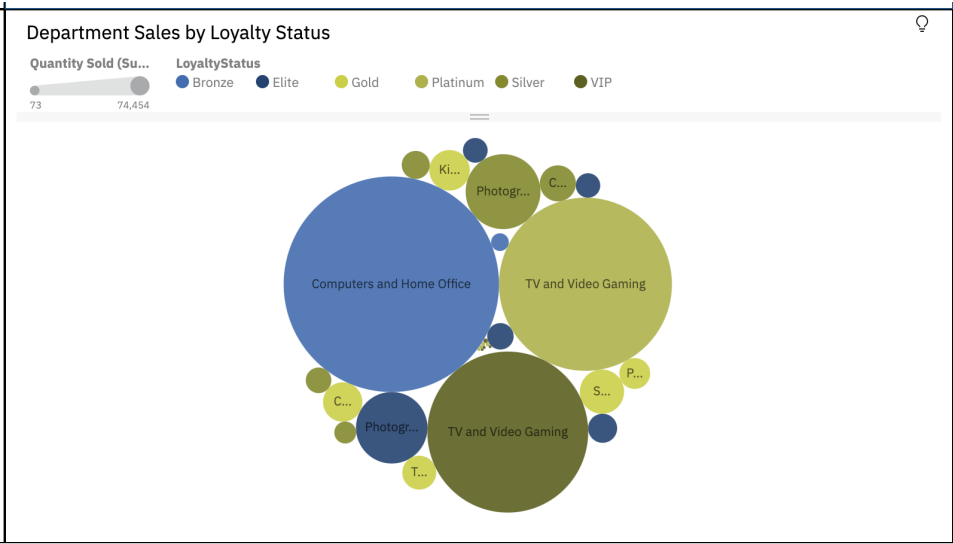 Department Sales by Loyalty Status
Quantity Sold (Su...
LoyaltyStatus
Bronze Elite Gold Platinum Silver VIP
73 74,454
Ki...
Photogr...
C...
Computers and Home Office
TV and Video Gaming
P...
S...
C...
Photogr...
TV and Video Gaming
T...